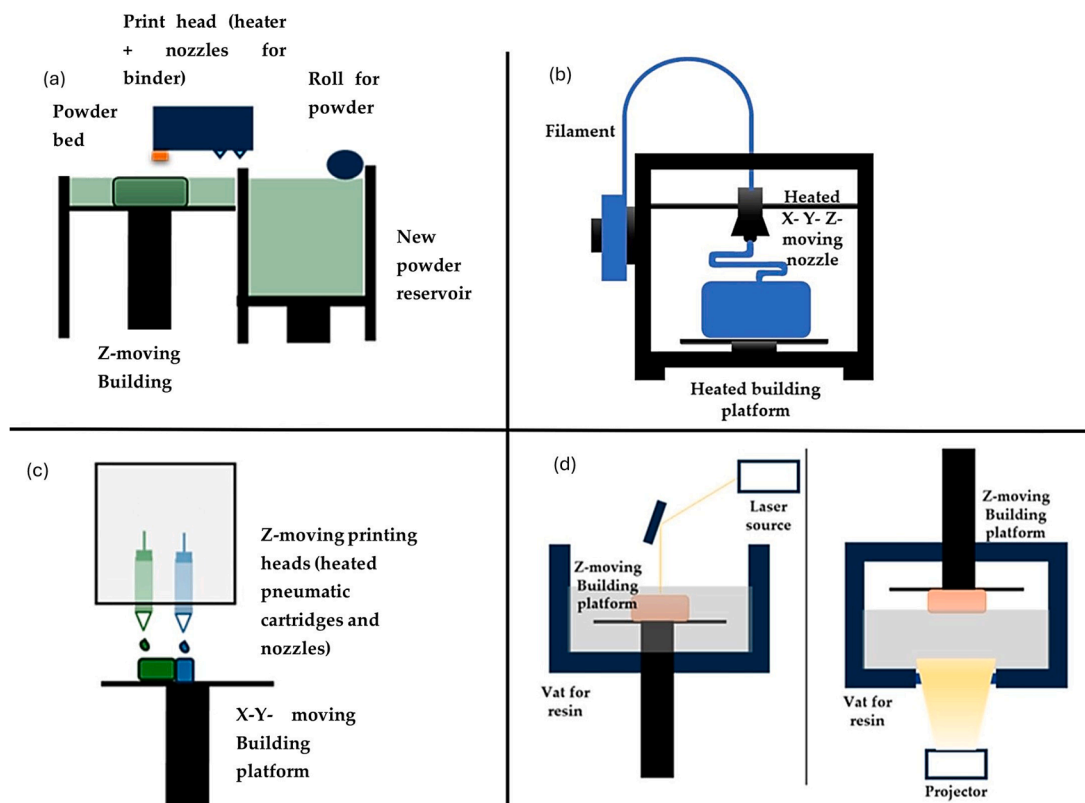 (a)
Print head (heater
+ nozzles for
binder)
Powder
bed
Roll for
powder
New
powder
reservoir
Z-moving
Building
(b)
Filament
Heated
X- Y- Z-
moving
nozzle
Heated building
platform
(c)
Z-moving printing
heads (heated
pneumatic
cartridges and
nozzles)
X-Y- moving
Building
platform
(d)
Laser
source
Z-moving
Building
platform
Vat for
resin
Z-moving
Building
platform
Vat for
resin
Projector